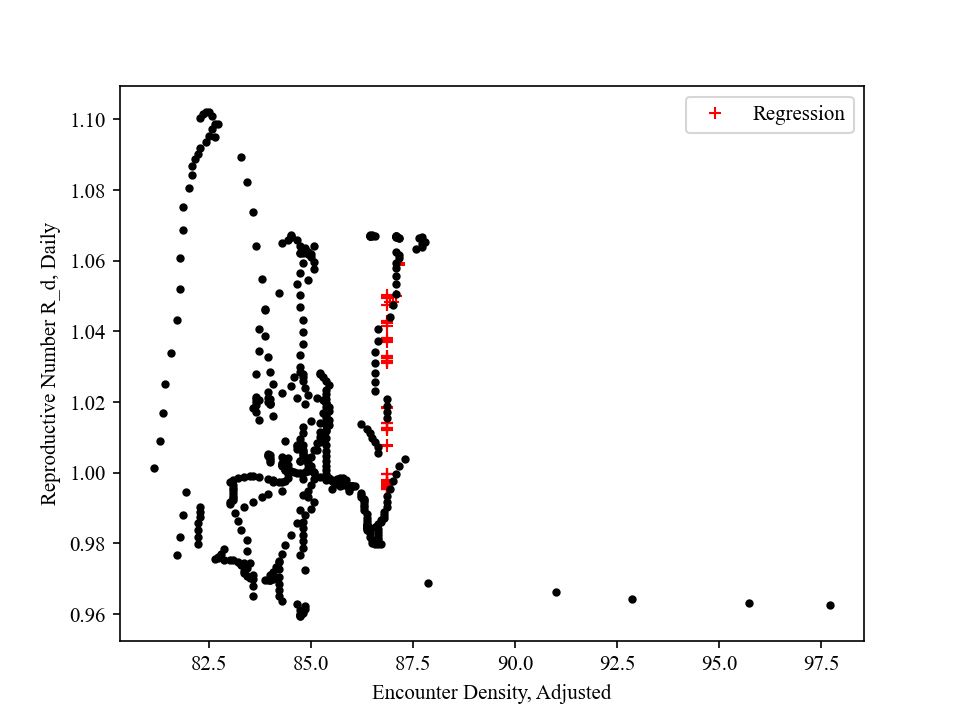 Regression
1.10
1.08
1.06
1.04
1.02
1.00
0.98
0.96
Reproductive Number R_d, Daily
82.5 85.0 87.5 90.0 92.5 95.0 97.5
Encounter Density, Adjusted